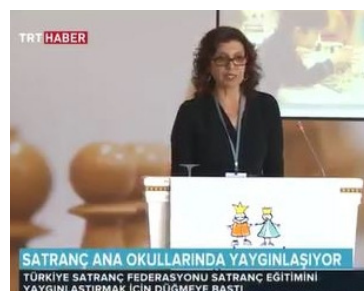 TRT HABER
SATRANÇ ANA OKULLARINDA YAYGINLAŞIYOR
TÜRKİYE SATRANÇ FEDERASYONU SATRANÇ EĞİTİMİNİ
YAYGINLAŞTIRMAK İÇİN DÜĞMEYE BASTI